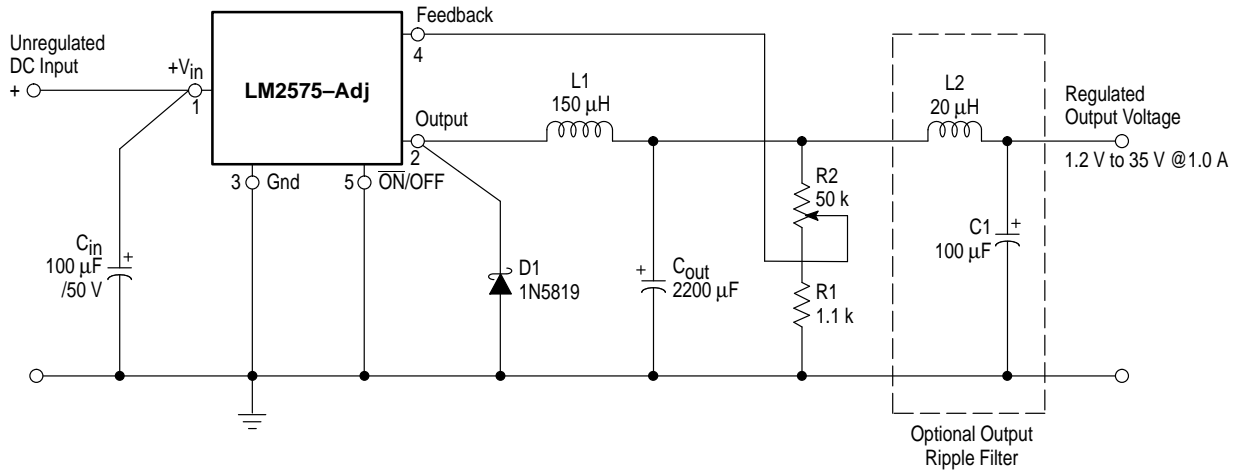 Feedback
4
Unregulated
DC Input
+
+Vin
1
LM2575–Adj
Output
2
3
Gnd
5
ON/OFF
L1
150 μH
L2
20 μH
Regulated
Output Voltage
1.2 V to 35 V @1.0 A
R2
50 k
C1
100 μF
+
Cin
100 μF
/50 V
+
D1
1N5819
+
Cout
2200 μF
R1
1.1 k
Optional Output
Ripple Filter